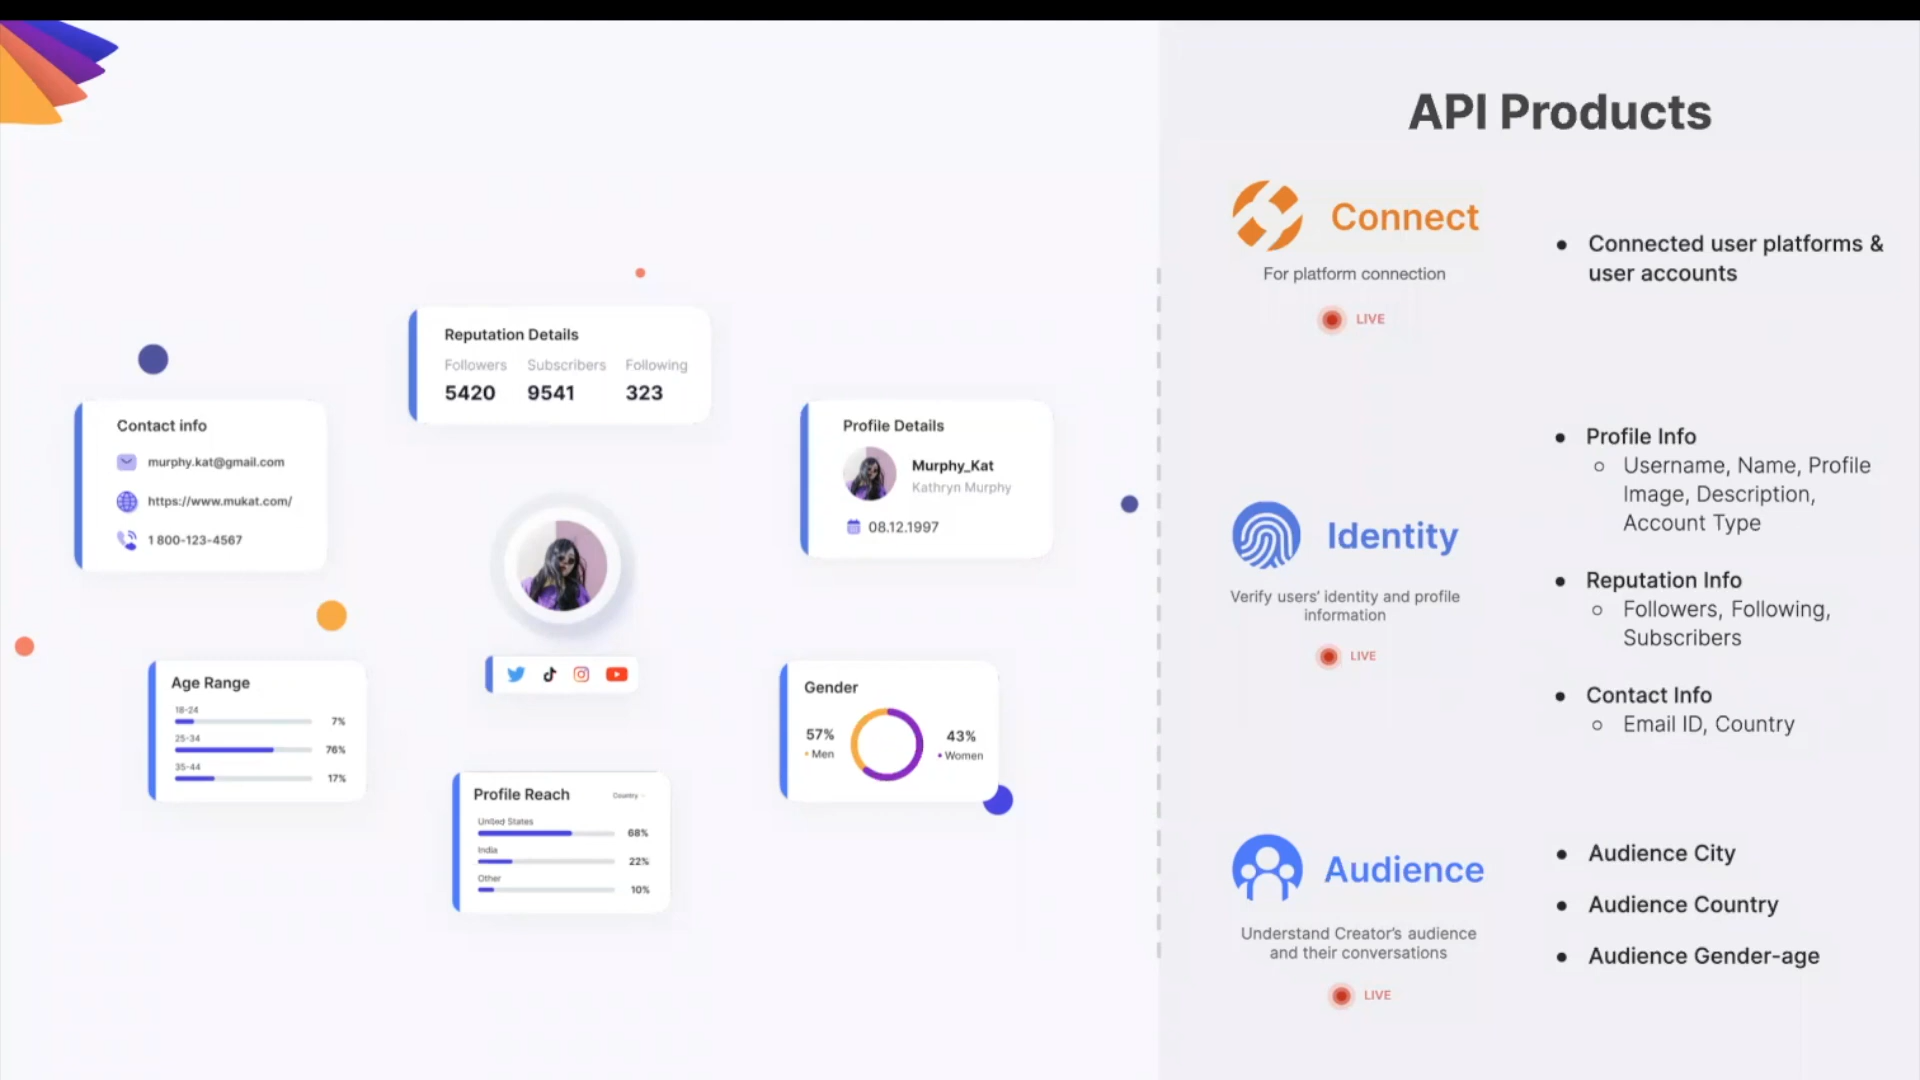 API Products
Connect
For platform connection
LIVE
Connected user platforms &
user accounts
Identity
Verify users' identity and profile
information
LIVE
Profile Info
Username, Name, Profile
Image, Description,
Account Type
Reputation Info
Followers, Following,
Subscribers
Contact Info
Email ID, Country
Audience
Understand Creator's audience
and their conversations
LIVE
Audience City
Audience Country
Audience Gender-age
Reputation Details
Followers Subscribers Following
5420 9541 323
Contact info
murphy.kat@gmail.com
https://www.mukat.com/
1 800-123-4567
Profile Details
Murphy_Kat
Kathryn Murphy
08.12.1997
Age Range
18-24
7%
25-34
76%
35-44
17%
Gender
57% 43%
Men Women
Profile Reach Country
United States
68%
India
22%
Other
10%